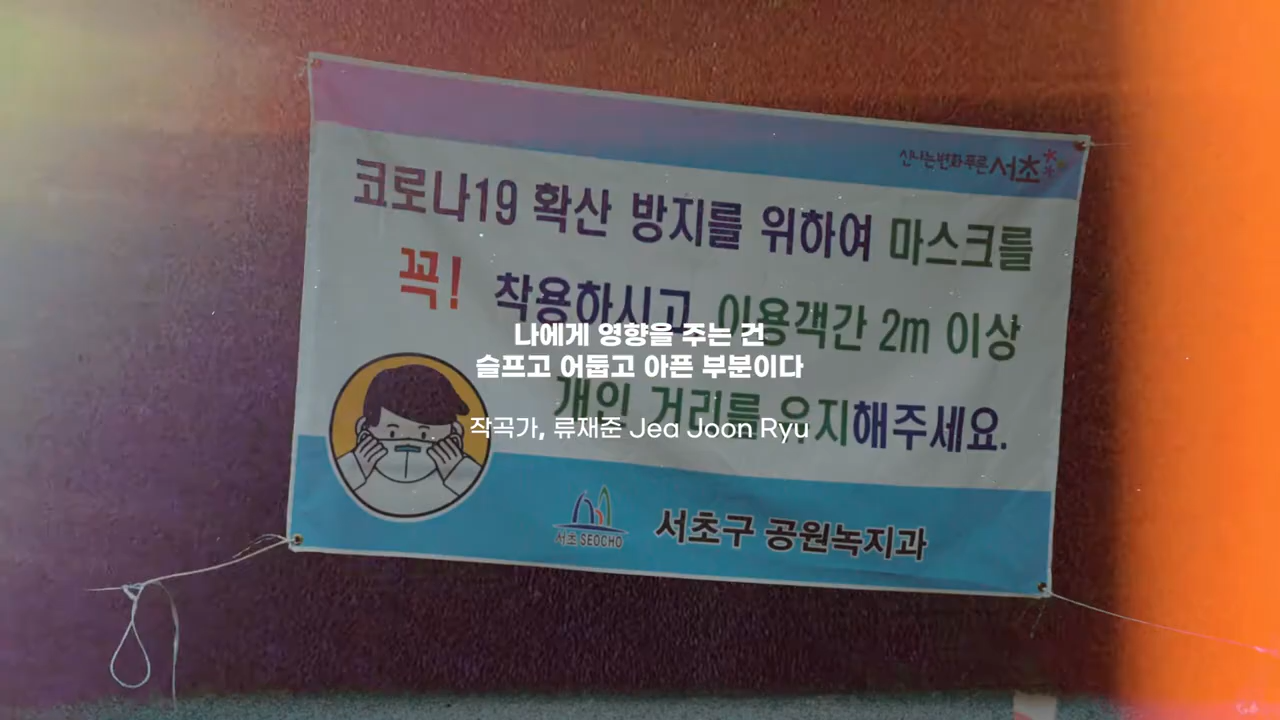 신나는변화 푸른 서초
코로나19 확산 방지를 위하여 마스크를
꼭! 착용하시고 이용객간 2m 이상
개인 거리를 유지해주세요.
서초 SEOCHO
서초구 공원녹지과
나에게 영향을 주는 건
슬프고 어둡고 아픈 부분이다
작곡가, 류재준 Jea Joon Ryu